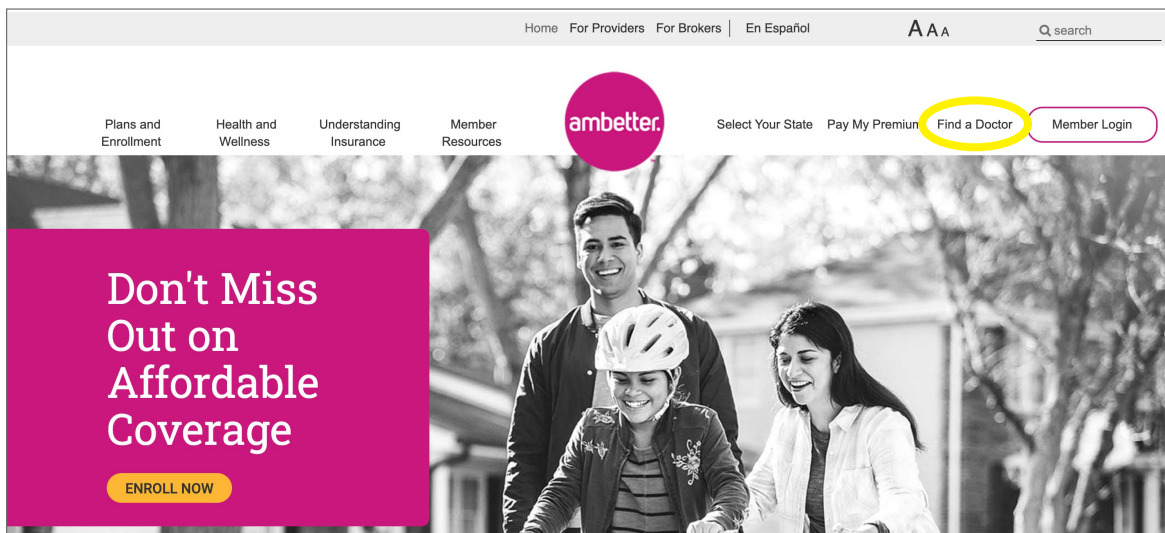 Home For Providers For Brokers | En Español A A A search
Plans and Enrollment
Health and Wellness
Understanding Insurance
Member Resources
ambetter.
Select Your State Pay My Premium Find a Doctor Member Login
Don't Miss
Out on
Affordable
Coverage
ENROLL NOW